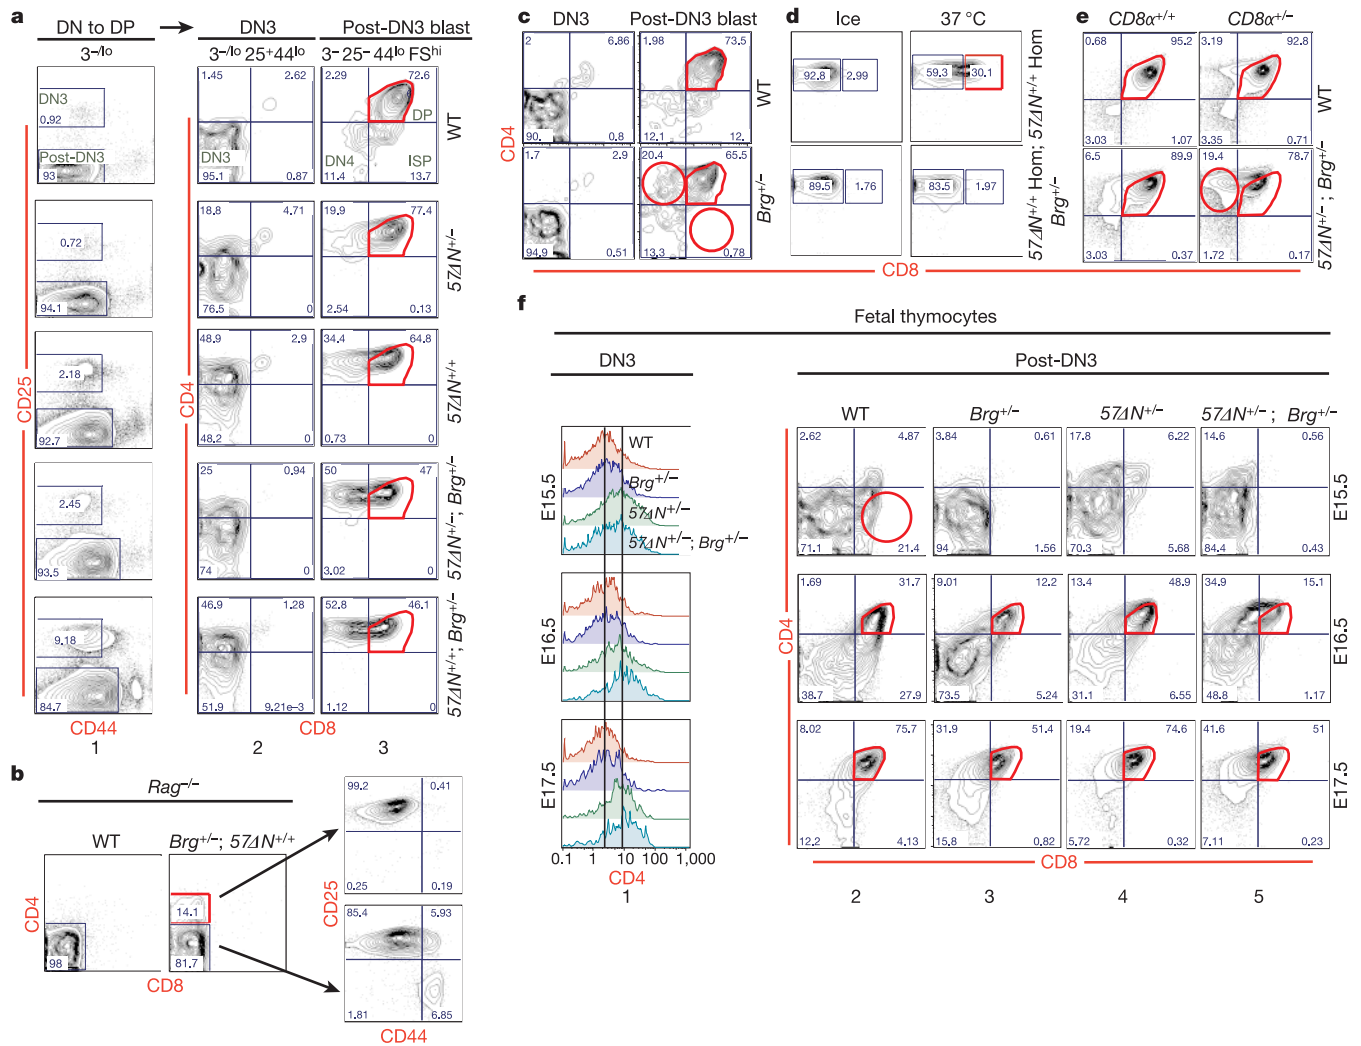 a
DN to DP
3⁻/lo
DN3
3⁻/lo 25⁺44lo
Post-DN3 blast
3⁻ 25⁻ 44lo FShi
DN3
0.92
Post-DN3
93
1.45
2.62
DN3
95.1
0.87
2.29
72.6
DP
DN4
ISP
11.4
13.7
WT
0.72
94.1
18.8
4.71
76.5
0
19.9
77.4
2.54
0.13
57ΔN+/–
2.18
92.7
48.9
2.9
48.2
0
34.4
64.8
0.73
0
57ΔN+/+
2.45
93.5
25
0.94
74
0
50
47
3.02
0
57ΔN+/–; Brg+/–
9.18
84.7
46.9
1.28
51.9
9.21e–3
52.8
46.1
1.12
0
57ΔN+/+; Brg+/–
CD25
CD4
CD44
CD8
1
2
3
b
Rag–/–
WT
Brg+/–; 57ΔN+/+
98
14.1
81.7
CD4
CD8
99.2
0.41
0.25
0.19
85.4
5.93
1.81
6.85
CD25
CD44
c
DN3
Post-DN3 blast
2
6.86
90.
0.8
1.98
73.5
12.1
12.
WT
1.7
2.9
94.9
0.51
20.4
65.5
13.3
0.78
Brg+/–
CD4
CD8
d
Ice
37 °C
92.8
2.99
59.3
30.1
57ΔN+/+ Hom
89.5
1.76
83.5
1.97
57ΔN+/+ Hom;
Brg+/–
e
CD8α+/+
CD8α+/–
0.68
95.2
3.03
1.07
3.19
92.8
3.35
0.71
WT
6.5
89.9
3.03
0.37
19.4
78.7
1.72
0.17
57ΔN+/–; Brg+/–
f
Fetal thymocytes
DN3
Post-DN3
WT
Brg+/–
57ΔN+/–
57ΔN+/–; Brg+/–
WT
Brg+/–
57ΔN+/–
57ΔN+/–; Brg+/–
E15.5
2.62
4.87
71.1
21.4
3.84
0.61
94
1.56
17.8
6.22
70.3
5.68
14.6
0.56
84.4
0.43
E15.5
E16.5
1.69
31.7
38.7
27.9
9.01
12.2
73.5
5.24
13.4
48.9
31.1
6.55
34.9
15.1
48.8
1.17
E16.5
E17.5
8.02
75.7
12.2
4.13
31.9
51.4
15.8
0.82
19.4
74.6
5.72
0.32
41.6
51
7.11
0.23
E17.5
0.1
1
10
100
1,000
CD4
CD4
CD8
1
2
3
4
5